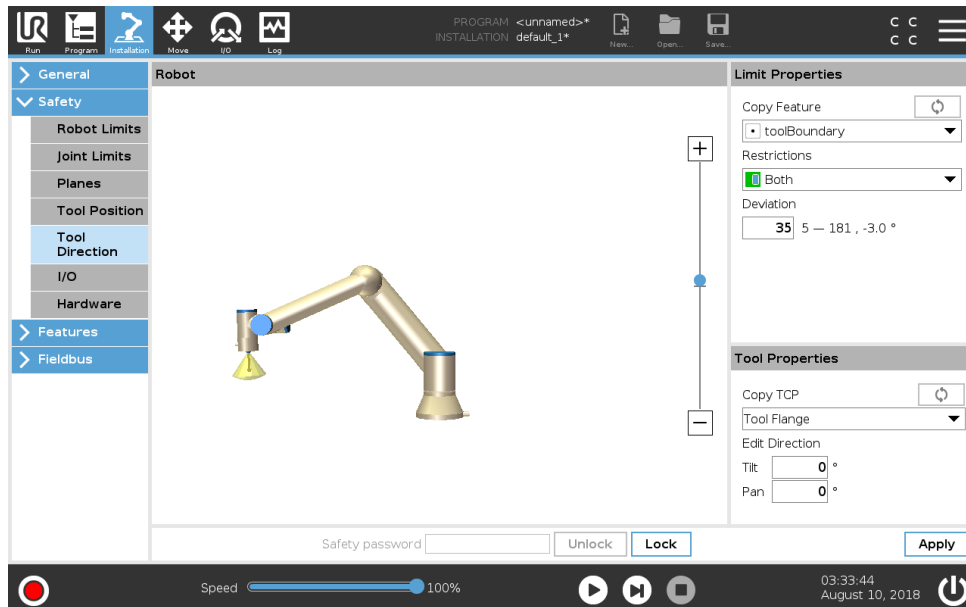 PROGRAM <unnamed>*
INSTALLATION default_1*
UR
Run
Program
Installation
Move
I/O
Log
New...
Open...
Save...
C C
C C
General
Safety
Robot Limits
Joint Limits
Planes
Tool Position
Tool
Direction
I/O
Hardware
Features
Fieldbus
Robot
+
−
Limit Properties
Copy Feature
toolBoundary
Restrictions
Both
Deviation
35 5 — 181 , -3.0 °
Tool Properties
Copy TCP
Tool Flange
Edit Direction
Tilt 0 °
Pan 0 °
Safety password
Unlock
Lock
Apply
Speed 100%
03:33:44
August 10, 2018